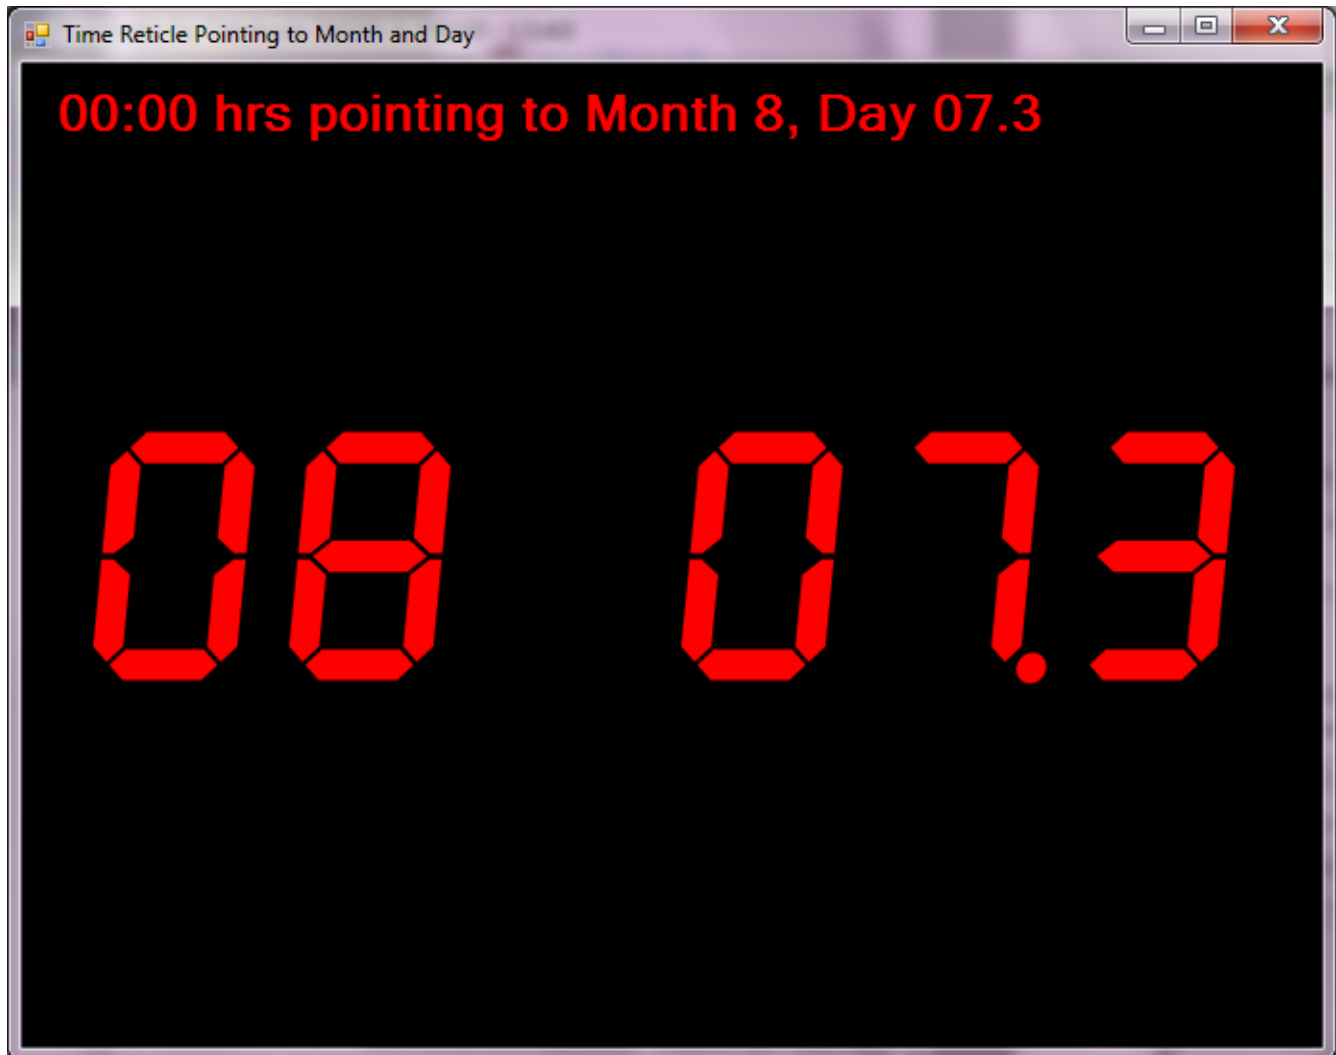 Time Reticle Pointing to Month and Day
00:00 hrs pointing to Month 8, Day 07.3
08 07.3